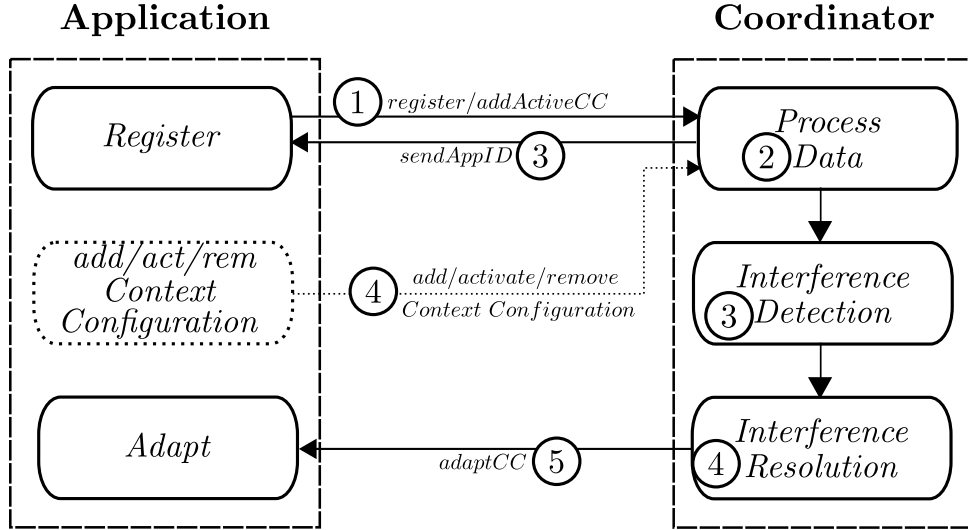 Application
Coordinator
1
register/addActiveCC
Register
Process
2
Data
sendAppID
3
add/act/rem
Context
Configuration
4
add/activate/remove
Context Configuration
Interference
3
Detection
Adapt
adaptCC
5
Interference
4
Resolution